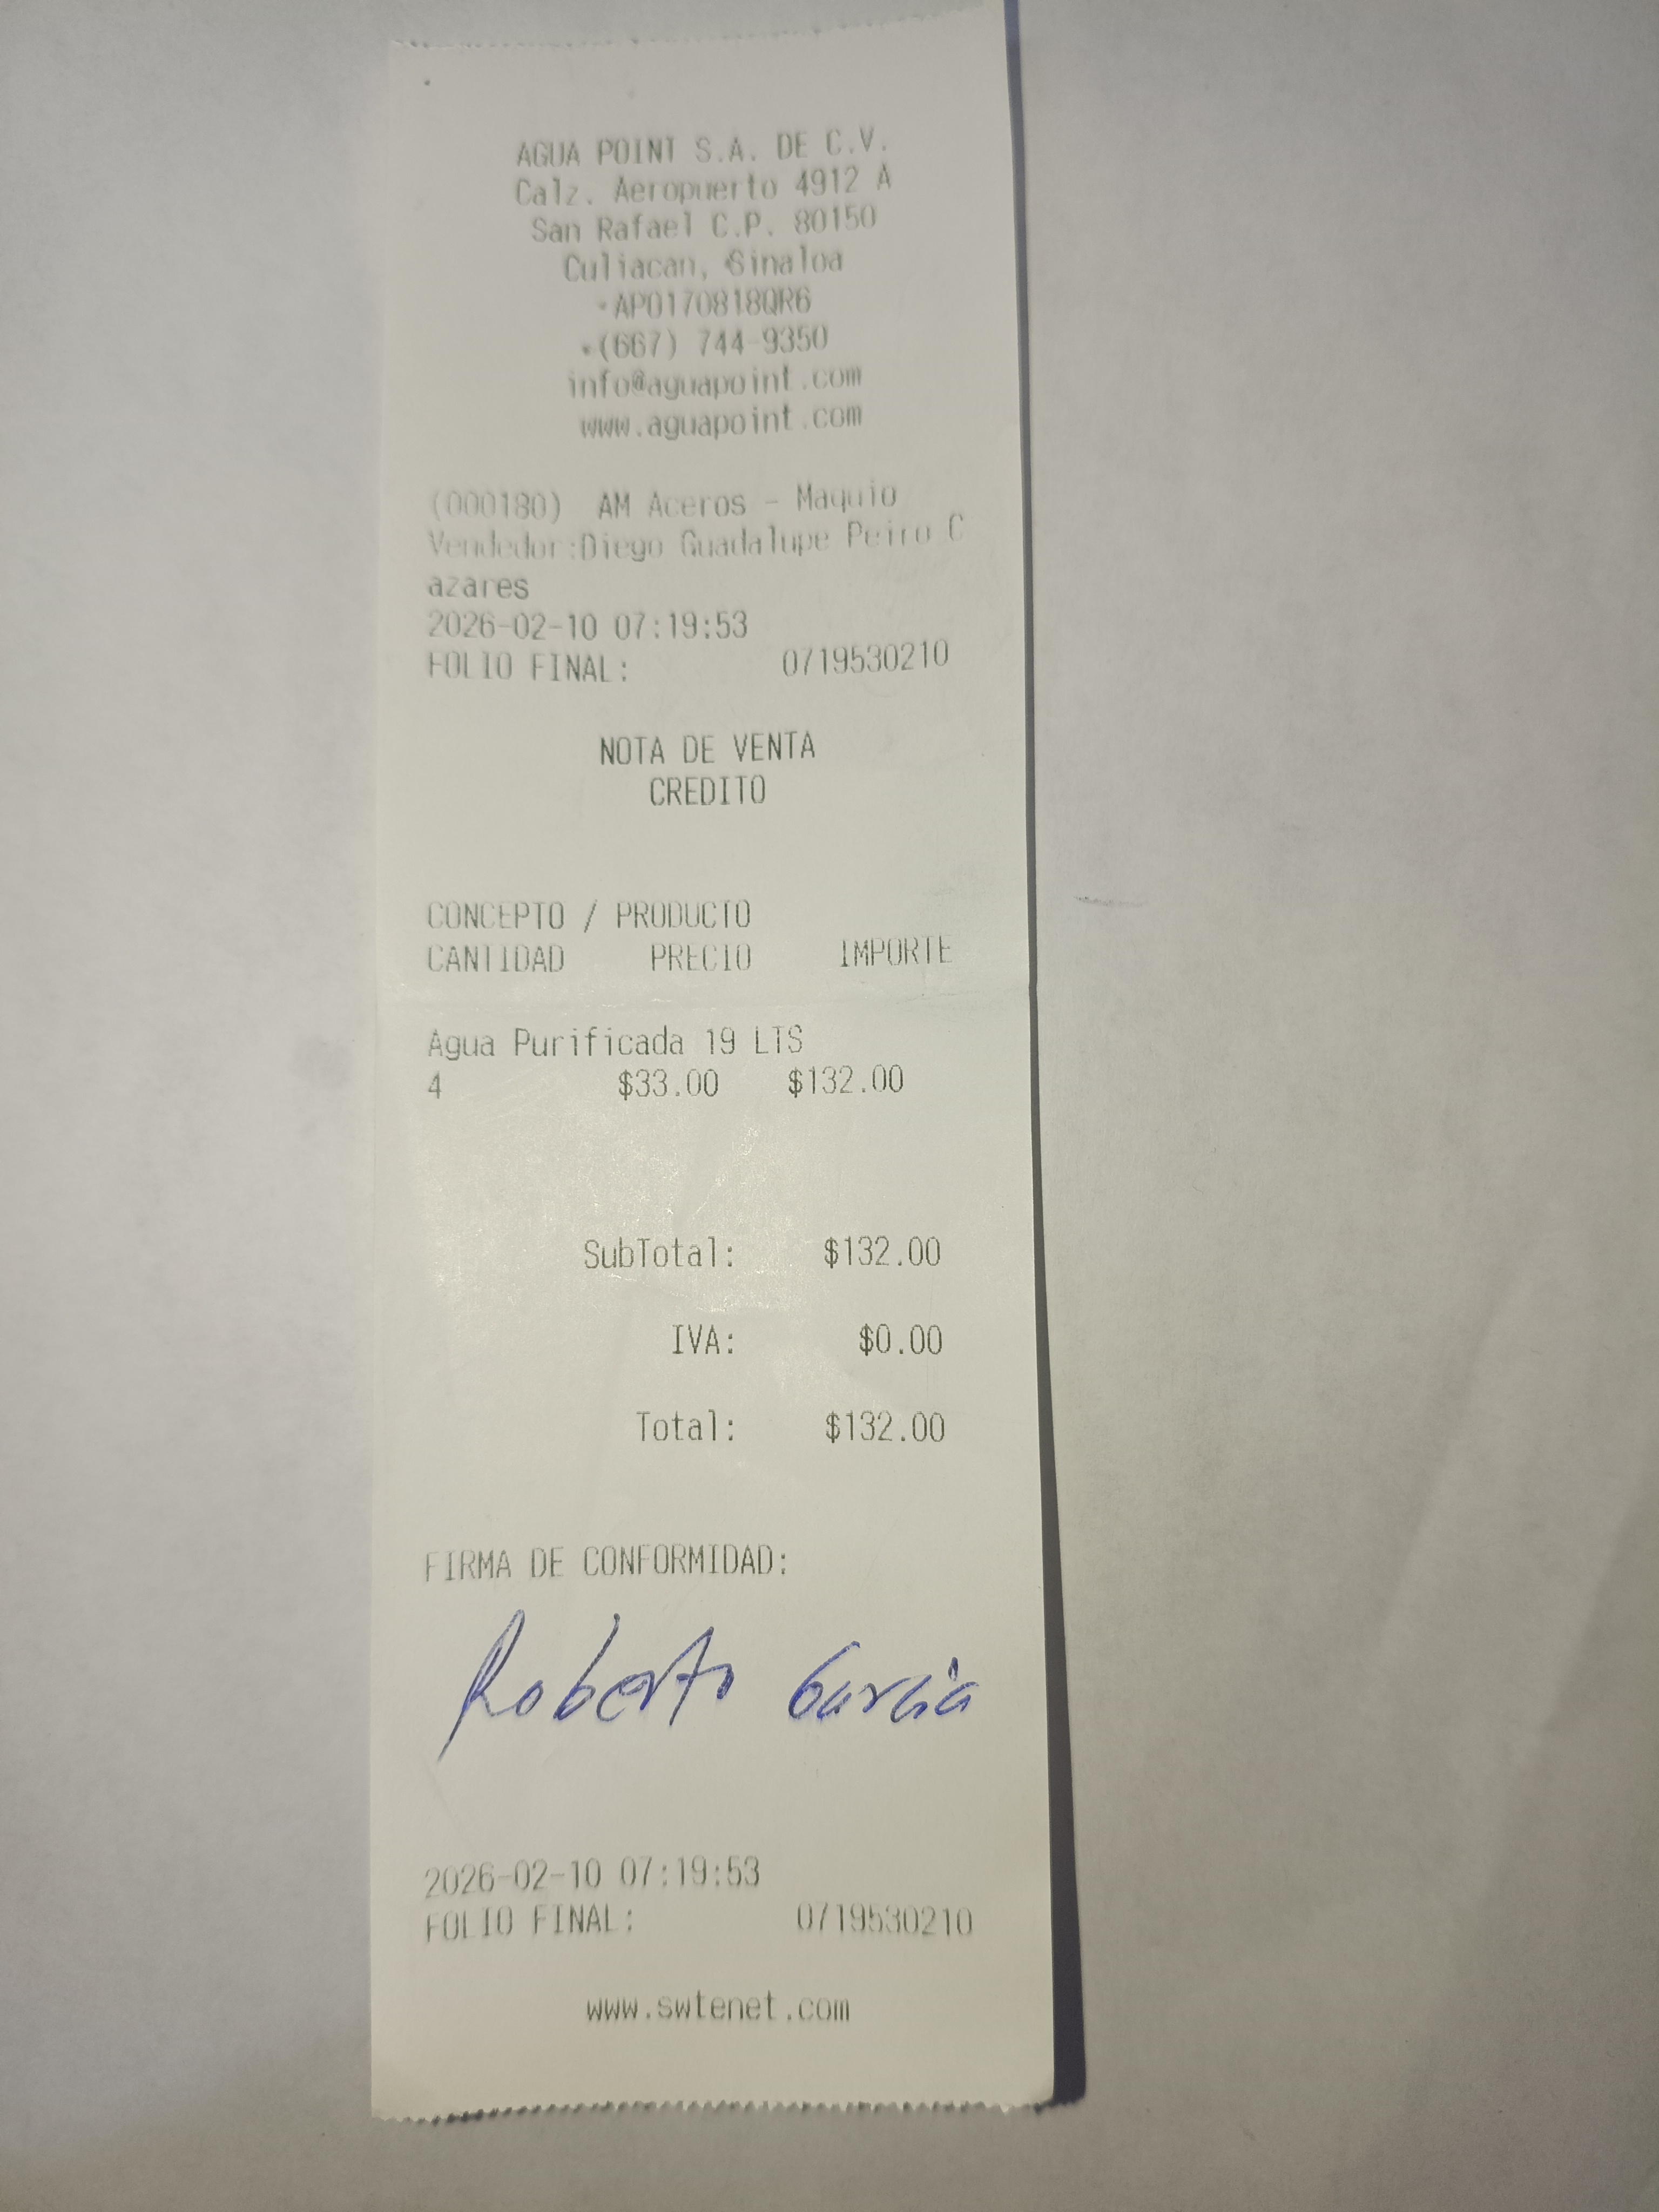 AGUA POINT S.A. DE C.V.
Calz. Aeropuerto 4912 A
San Rafael C.P. 80150
Culiacan, Sinaloa
APO170818QR6
(667) 744-9350
info@aguapoint.com
www.aguapoint.com
(000180) AM Aceros - Maquio
Vendedor:Diego Guadalupe Peiro C
azares
2026-02-10 07:19:53
FOLIO FINAL: 0719530210
NOTA DE VENTA
CREDITO
CONCEPTO / PRODUCTO
CANTIDAD PRECIO IMPORTE
Agua Purificada 19 LTS
4 $33.00 $132.00
SubTotal: $132.00
IVA: $0.00
Total: $132.00
FIRMA DE CONFORMIDAD:
Roberto Garcia
2026-02-10 07:19:53
FOLIO FINAL: 0719530210
www.swtenet.com